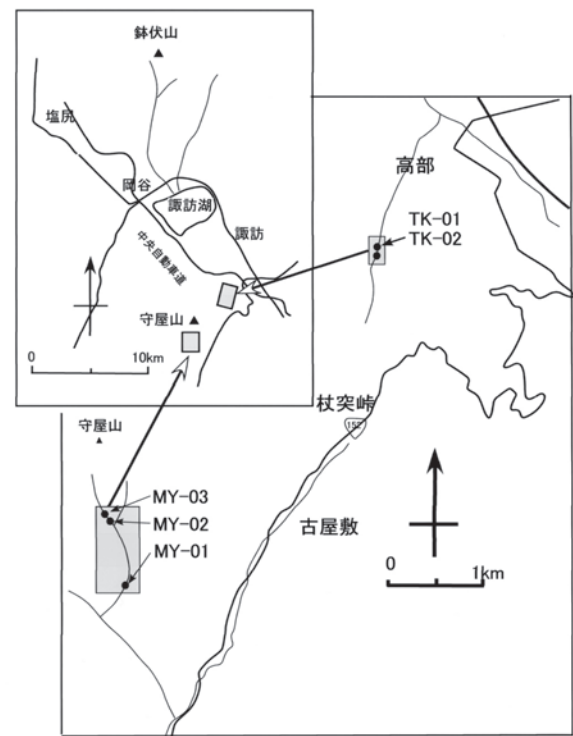 鉢伏山
塩尻
岡谷
諏訪湖
諏訪
中央自動車道
守屋山
0 10km
高部
TK-01
TK-02
杖突峠
152
古屋敷
守屋山
MY-03
MY-02
MY-01
0 1km